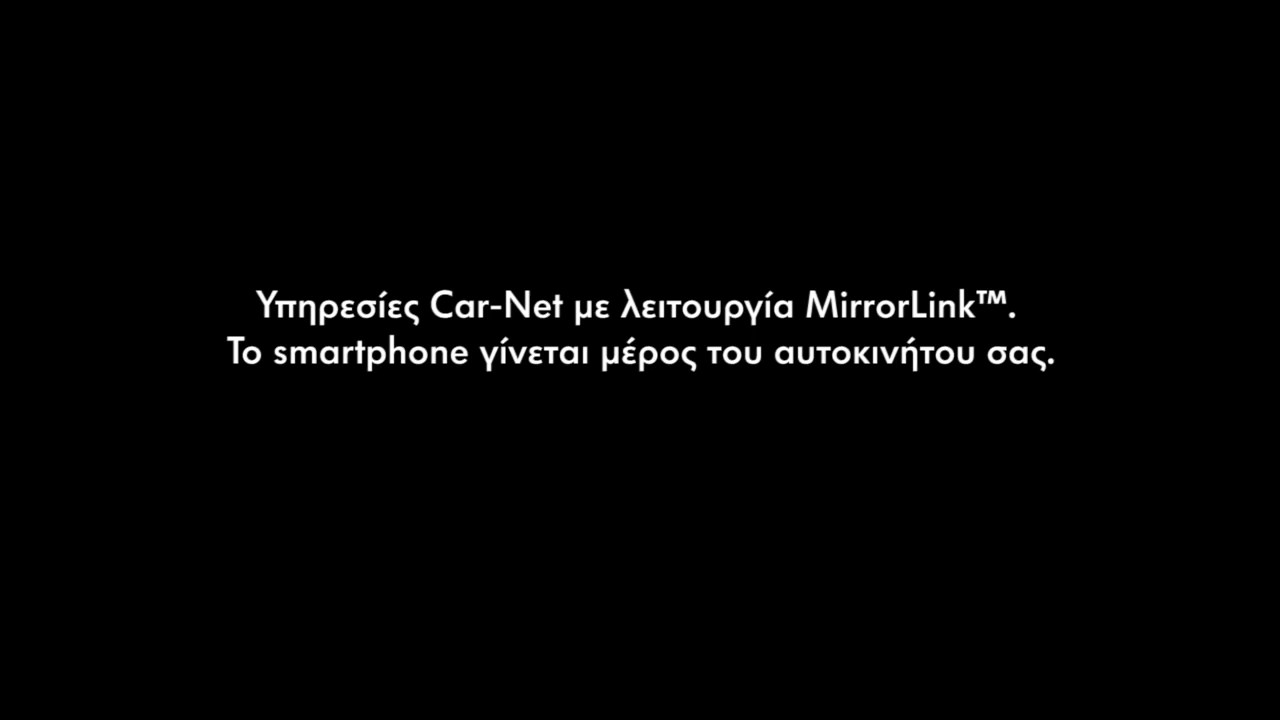 Υπηρεσίες Car-Net με λειτουργία MirrorLink™.
Το smartphone γίνεται μέρος του αυτοκινήτου σας.